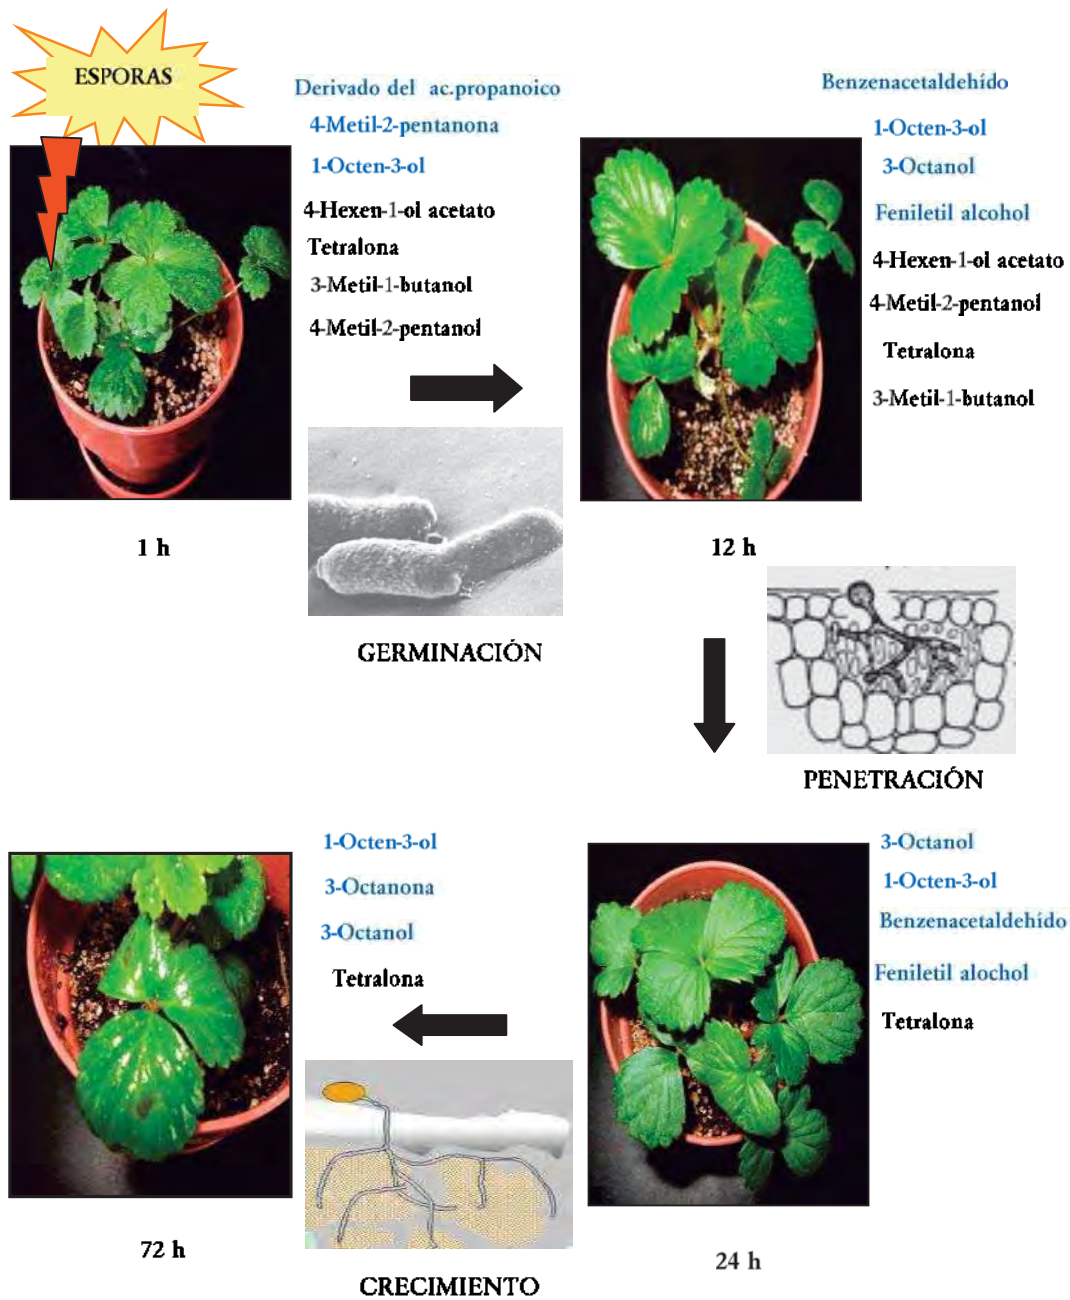 ESPORAS
Derivado del ac.propanoico
4-Metil-2-pentanona
1-Octen-3-ol
4-Hexen-1-ol acetato
Tetralona
3-Metil-1-butanol
4-Metil-2-pentanol
1 h
GERMINACIÓN
Benzenacetaldehído
1-Octen-3-ol
3-Octanol
Feniletil alcohol
4-Hexen-1-ol acetato
4-Metil-2-pentanol
Tetralona
3-Metil-1-butanol
12 h
PENETRACIÓN
3-Octanol
1-Octen-3-ol
Benzenacetaldehído
Feniletil alochol
Tetralona
24 h
1-Octen-3-ol
3-Octanona
3-Octanol
Tetralona
CRECIMIENTO
72 h